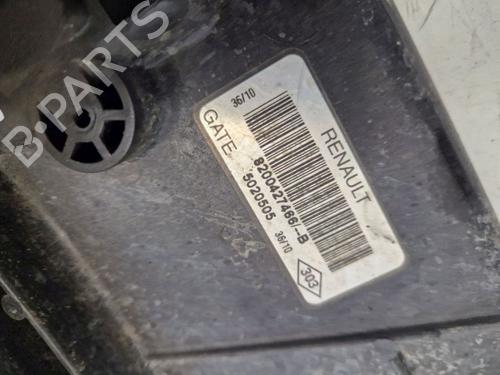 B-PARTS
36/10
RENAULT
GATE
8200427466/--B
5020505 36/10
303